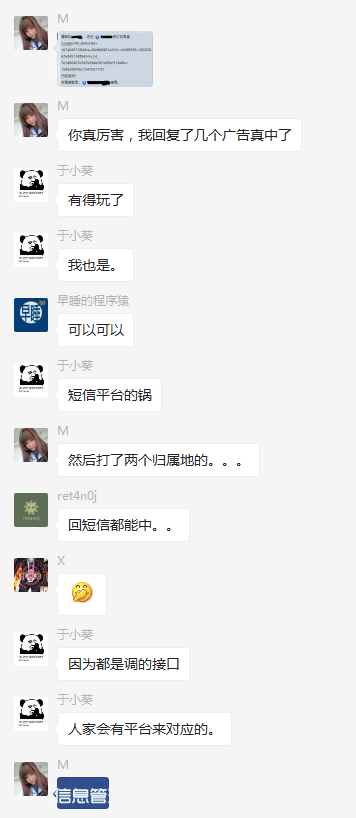 M
M
你真厉害，我回复了几个广告真中了
于小葵
有得玩了
于小葵
我也是。
早睡的程序猿
可以可以
于小葵
短信平台的锅
M
然后打了两个归属地的。。。
ret4n0j
回短信都能中。。
X
于小葵
因为都是调的接口
于小葵
人家会有平台来对应的。
M
信息管